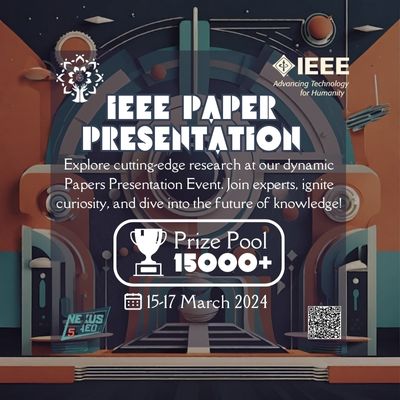 IEEE
Advancing Technology
for Humanity
IEEE PAPER
PRESENTATION
Explore cutting-edge research at our dynamic
Papers Presentation Event. Join experts, ignite
curiosity, and dive into the future of knowledge!
Prize Pool
15000+
15-17 March 2024